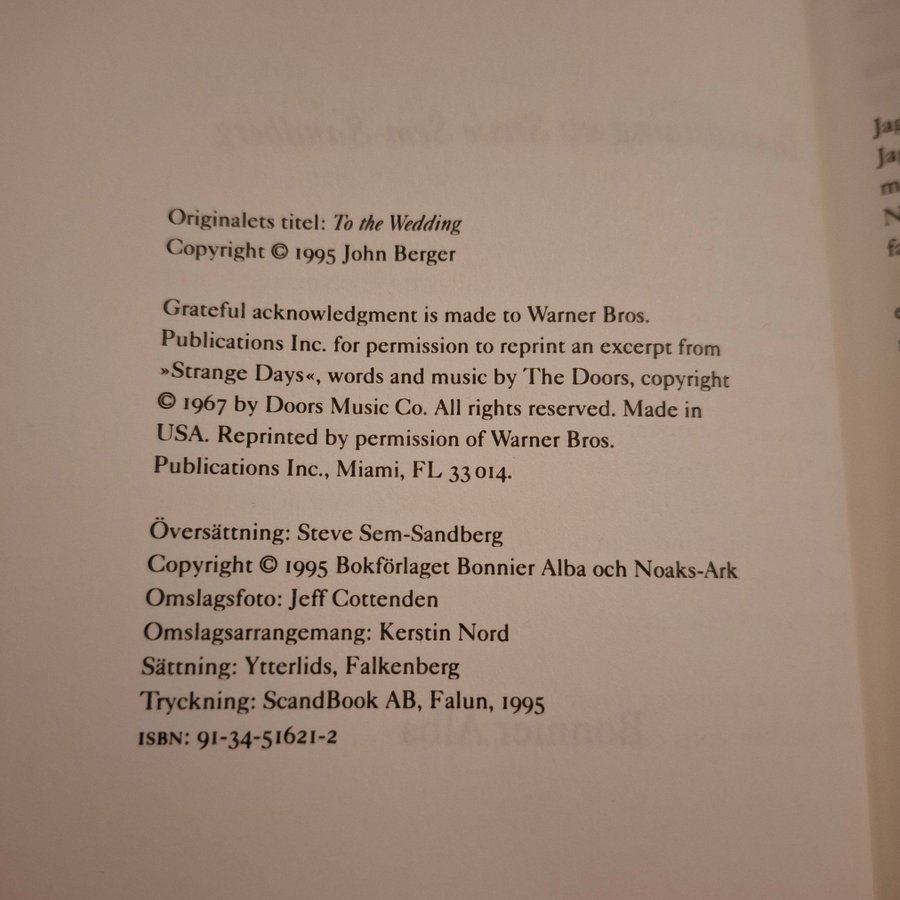 Originalets titel: To the Wedding
Copyright © 1995 John Berger
Grateful acknowledgment is made to Warner Bros.
Publications Inc. for permission to reprint an excerpt from
»Strange Days«, words and music by The Doors, copyright
© 1967 by Doors Music Co. All rights reserved. Made in
USA. Reprinted by permission of Warner Bros.
Publications Inc., Miami, FL 33014.
Översättning: Steve Sem-Sandberg
Copyright © 1995 Bokförlaget Bonnier Alba och Noaks-Ark
Omslagsfoto: Jeff Cottenden
Omslagsarrangemang: Kerstin Nord
Sättning: Ytterlids, Falkenberg
Tryckning: ScandBook AB, Falun, 1995
ISBN: 91-34-51621-2